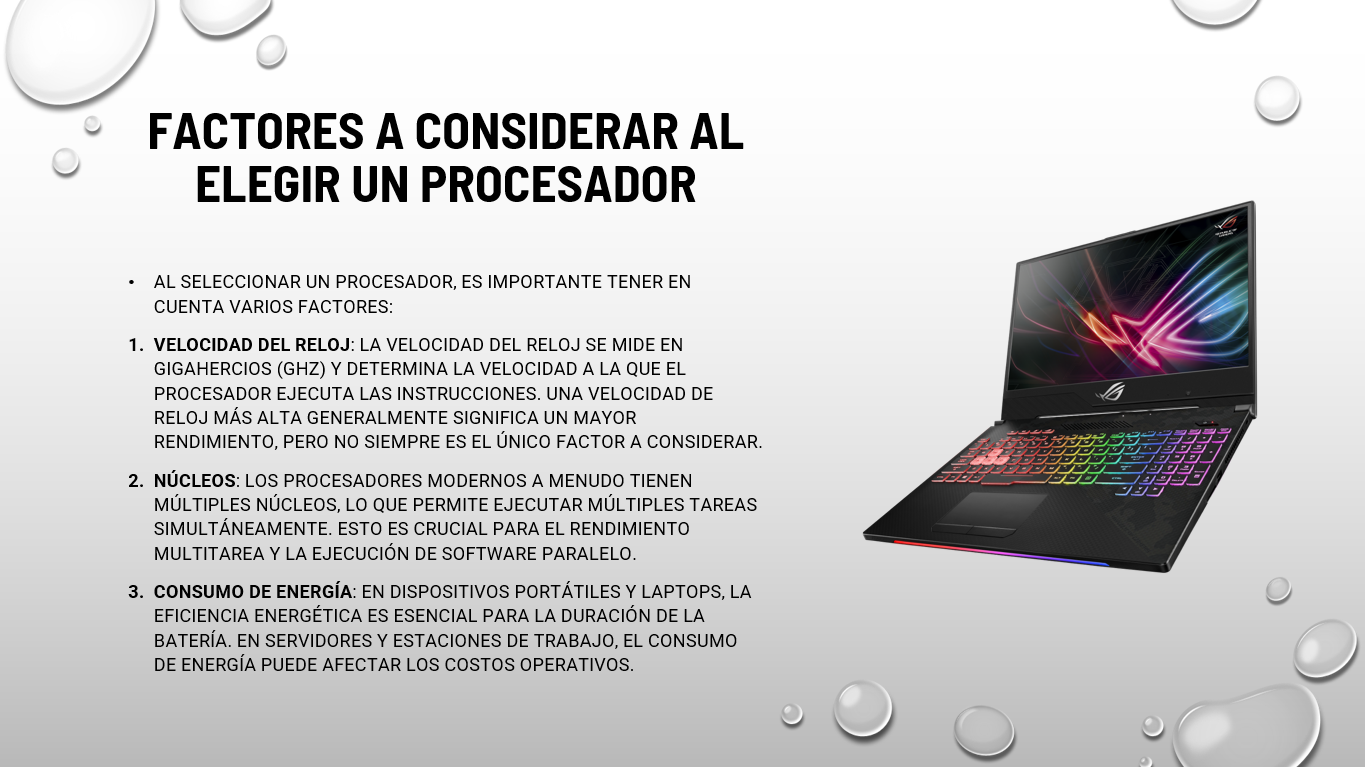 FACTORES A CONSIDERAR AL
ELEGIR UN PROCESADOR
• AL SELECCIONAR UN PROCESADOR, ES IMPORTANTE TENER EN
CUENTA VARIOS FACTORES:
1. VELOCIDAD DEL RELOJ: LA VELOCIDAD DEL RELOJ SE MIDE EN
GIGAHERCIOS (GHZ) Y DETERMINA LA VELOCIDAD A LA QUE EL
PROCESADOR EJECUTA LAS INSTRUCCIONES. UNA VELOCIDAD DE
RELOJ MÁS ALTA GENERALMENTE SIGNIFICA UN MAYOR
RENDIMIENTO, PERO NO SIEMPRE ES EL ÚNICO FACTOR A CONSIDERAR.
2. NÚCLEOS: LOS PROCESADORES MODERNOS A MENUDO TIENEN
MÚLTIPLES NÚCLEOS, LO QUE PERMITE EJECUTAR MÚLTIPLES TAREAS
SIMULTÁNEAMENTE. ESTO ES CRUCIAL PARA EL RENDIMIENTO
MULTITAREA Y LA EJECUCIÓN DE SOFTWARE PARALELO.
3. CONSUMO DE ENERGÍA: EN DISPOSITIVOS PORTÁTILES Y LAPTOPS, LA
EFICIENCIA ENERGÉTICA ES ESENCIAL PARA LA DURACIÓN DE LA
BATERÍA. EN SERVIDORES Y ESTACIONES DE TRABAJO, EL CONSUMO
DE ENERGÍA PUEDE AFECTAR LOS COSTOS OPERATIVOS.